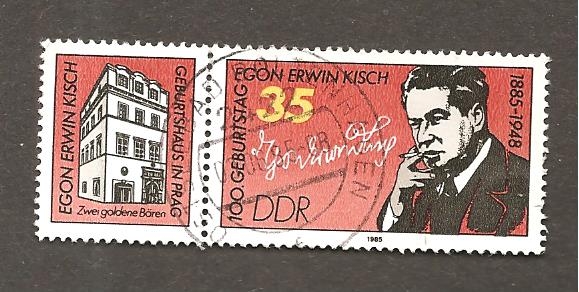 EGON ERWIN KISCH
GEBURTSHAUS IN PRAG
Zwei goldene Bären
100. GEBURTSTAG EGON ERWIN KISCH
1885-1948
35
DDR
1985